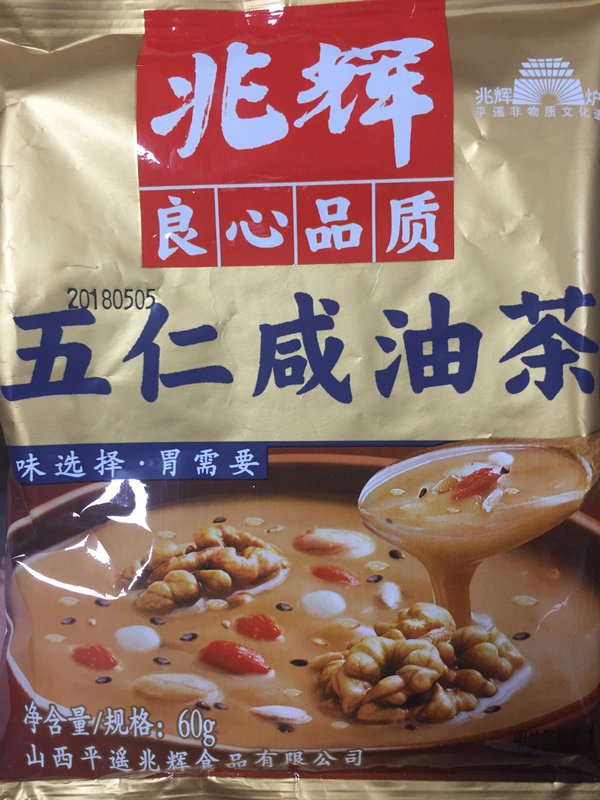 兆辉
良心品质
兆辉 炉
平遥非物质文化遗
20180505
五仁咸油茶
味选择·胃需要
净含量/规格：60g
山西平遥兆辉食品有限公司